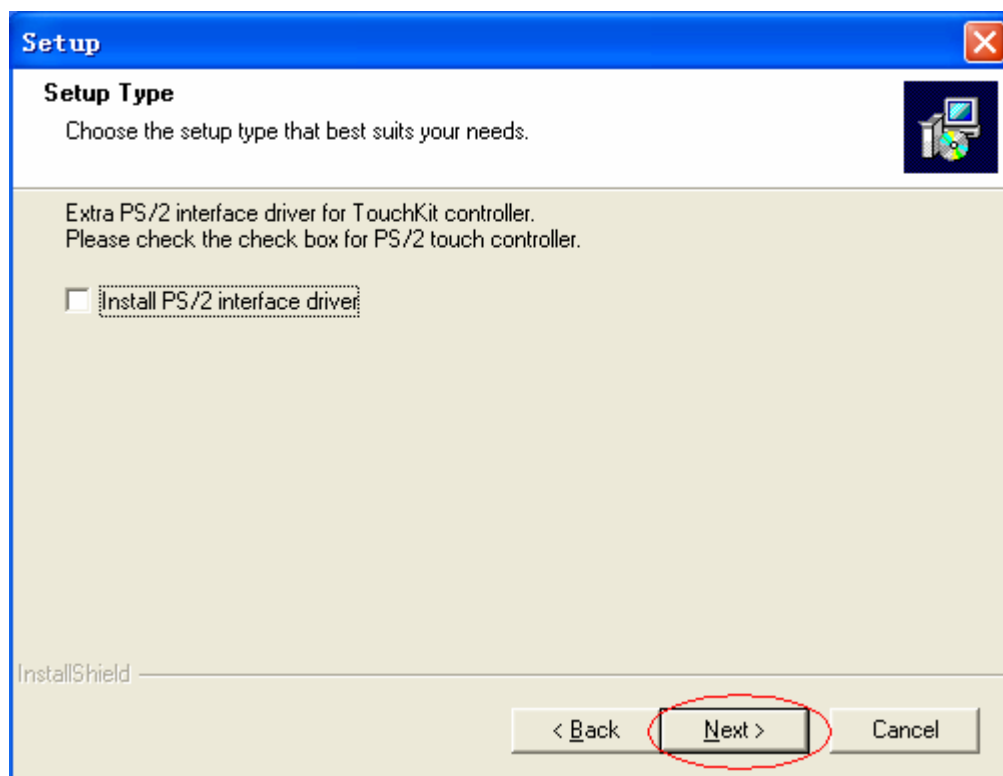 Setup
Setup Type
Choose the setup type that best suits your needs.
Extra PS/2 interface driver for TouchKit controller.
Please check the check box for PS/2 touch controller.
Install PS/2 interface driver
InstallShield
< Back Next > Cancel